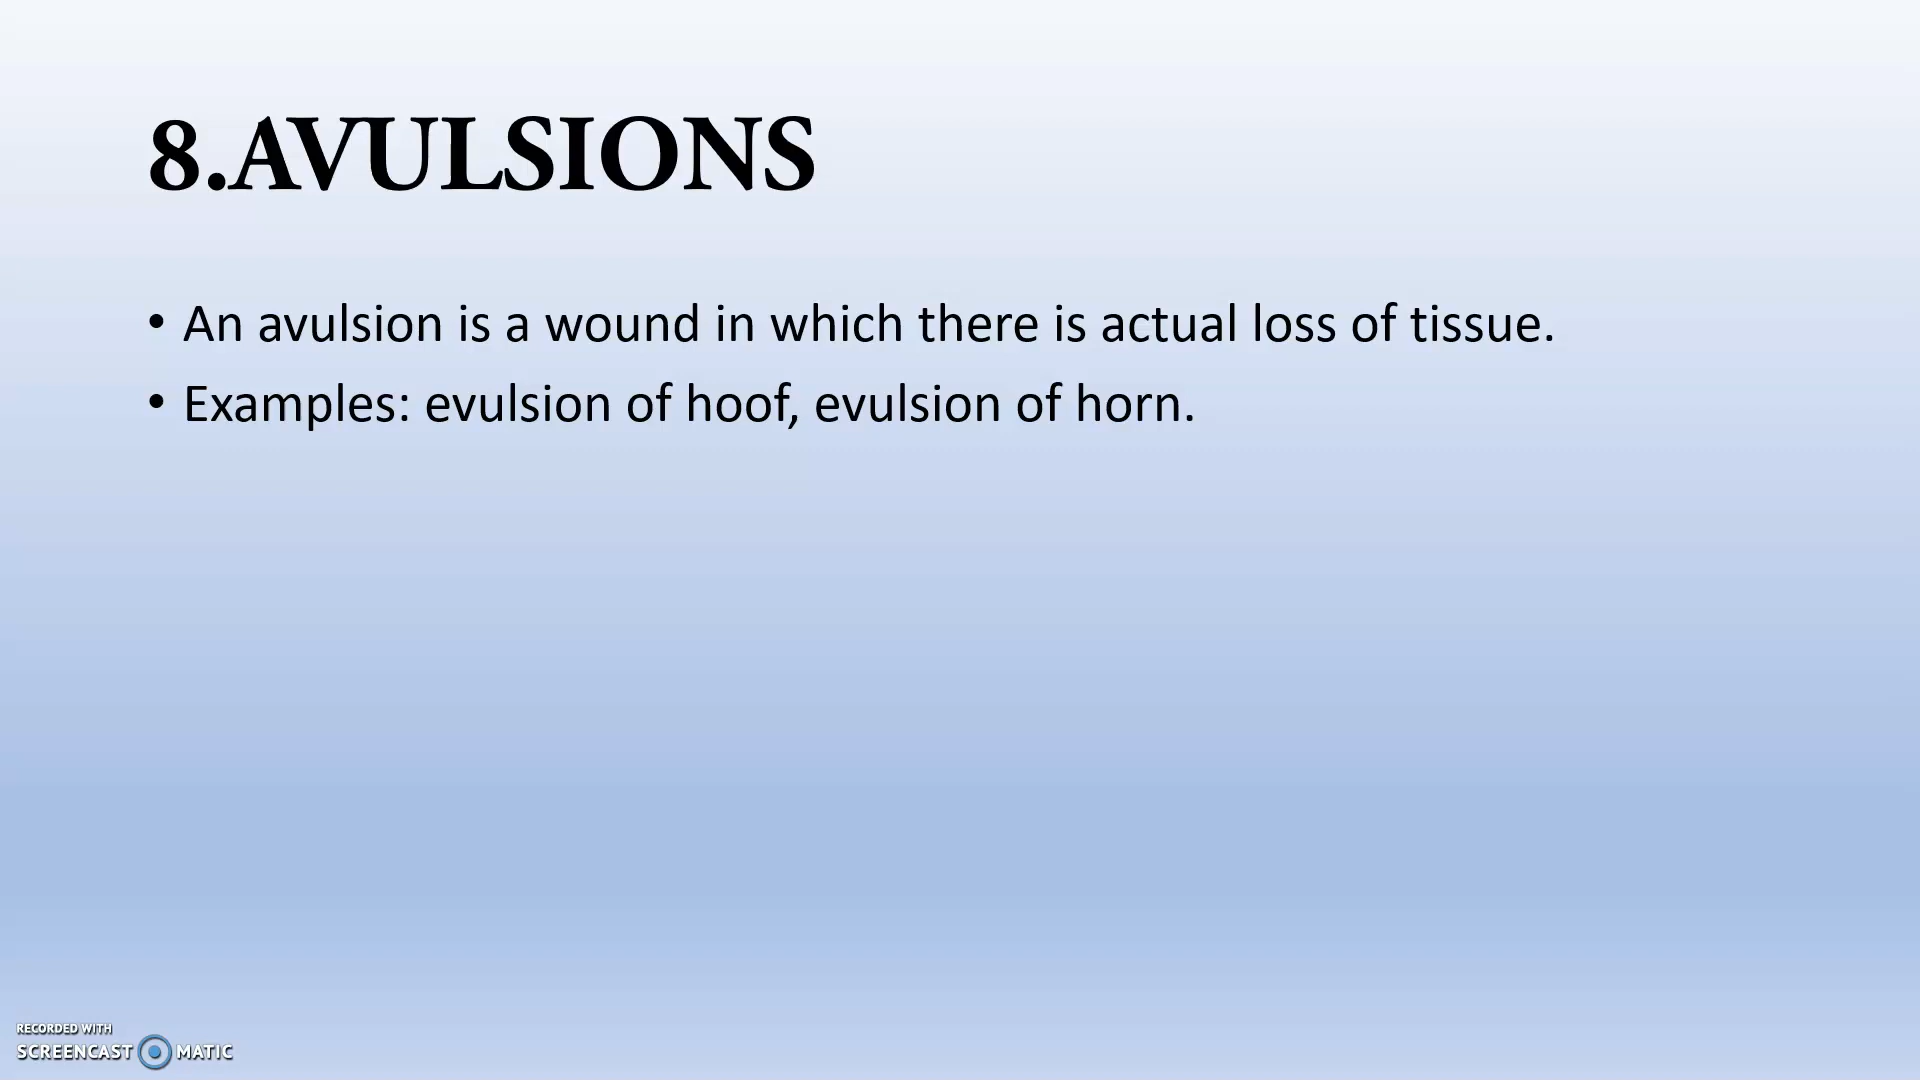 8.AVULSIONS
• An avulsion is a wound in which there is actual loss of tissue.
• Examples: evulsion of hoof, evulsion of horn.
RECORDED WITH
SCREENCAST MATIC